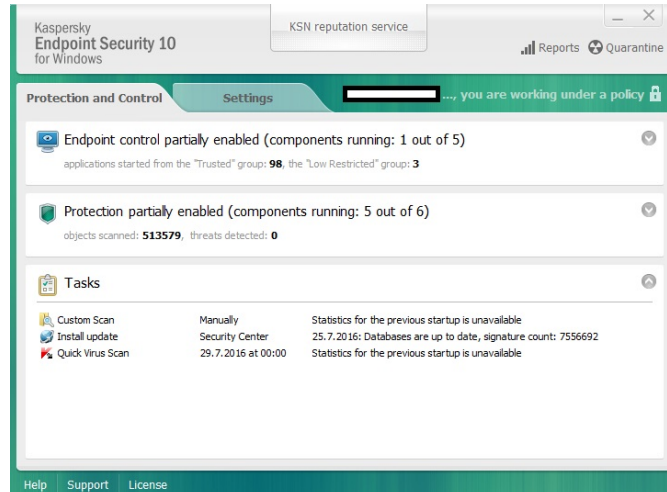 Kaspersky
Endpoint Security 10
for Windows
KSN reputation service
Reports Quarantine
Protection and Control
Settings
..., you are working under a policy
Endpoint control partially enabled (components running: 1 out of 5)
applications started from the "Trusted" group: 98, the "Low Restricted" group: 3
Protection partially enabled (components running: 5 out of 6)
objects scanned: 513579, threats detected: 0
Tasks
Custom Scan Manually Statistics for the previous startup is unavailable
Install update Security Center 25.7.2016: Databases are up to date, signature count: 7556692
Quick Virus Scan 29.7.2016 at 00:00 Statistics for the previous startup is unavailable
Help Support License